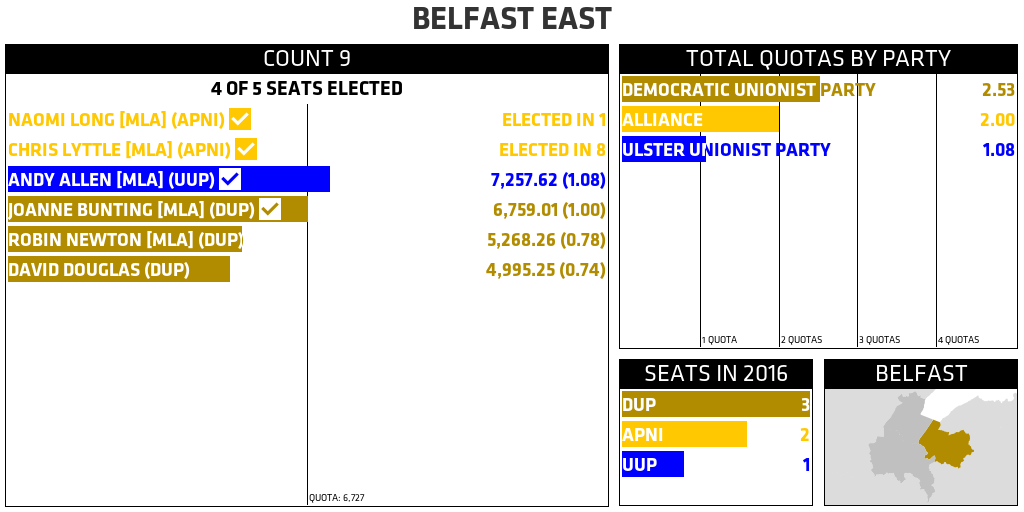 BELFAST EAST
COUNT 9
4 OF 5 SEATS ELECTED
NAOMI LONG [MLA] (APNI) ELECTED IN 1
CHRIS LYTTLE [MLA] (APNI) ELECTED IN 8
ANDY ALLEN [MLA] (UUP) 7,257.62 (1.08)
JOANNE BUNTING [MLA] (DUP) 6,759.01 (1.00)
ROBIN NEWTON [MLA] (DUP) 5,268.26 (0.78)
DAVID DOUGLAS (DUP) 4,995.25 (0.74)
QUOTA: 6,727
TOTAL QUOTAS BY PARTY
DEMOCRATIC UNIONIST PARTY 2.53
ALLIANCE 2.00
ULSTER UNIONIST PARTY 1.08
1 QUOTA 2 QUOTAS 3 QUOTAS 4 QUOTAS
SEATS IN 2016
DUP 3
APNI 2
UUP 1
BELFAST